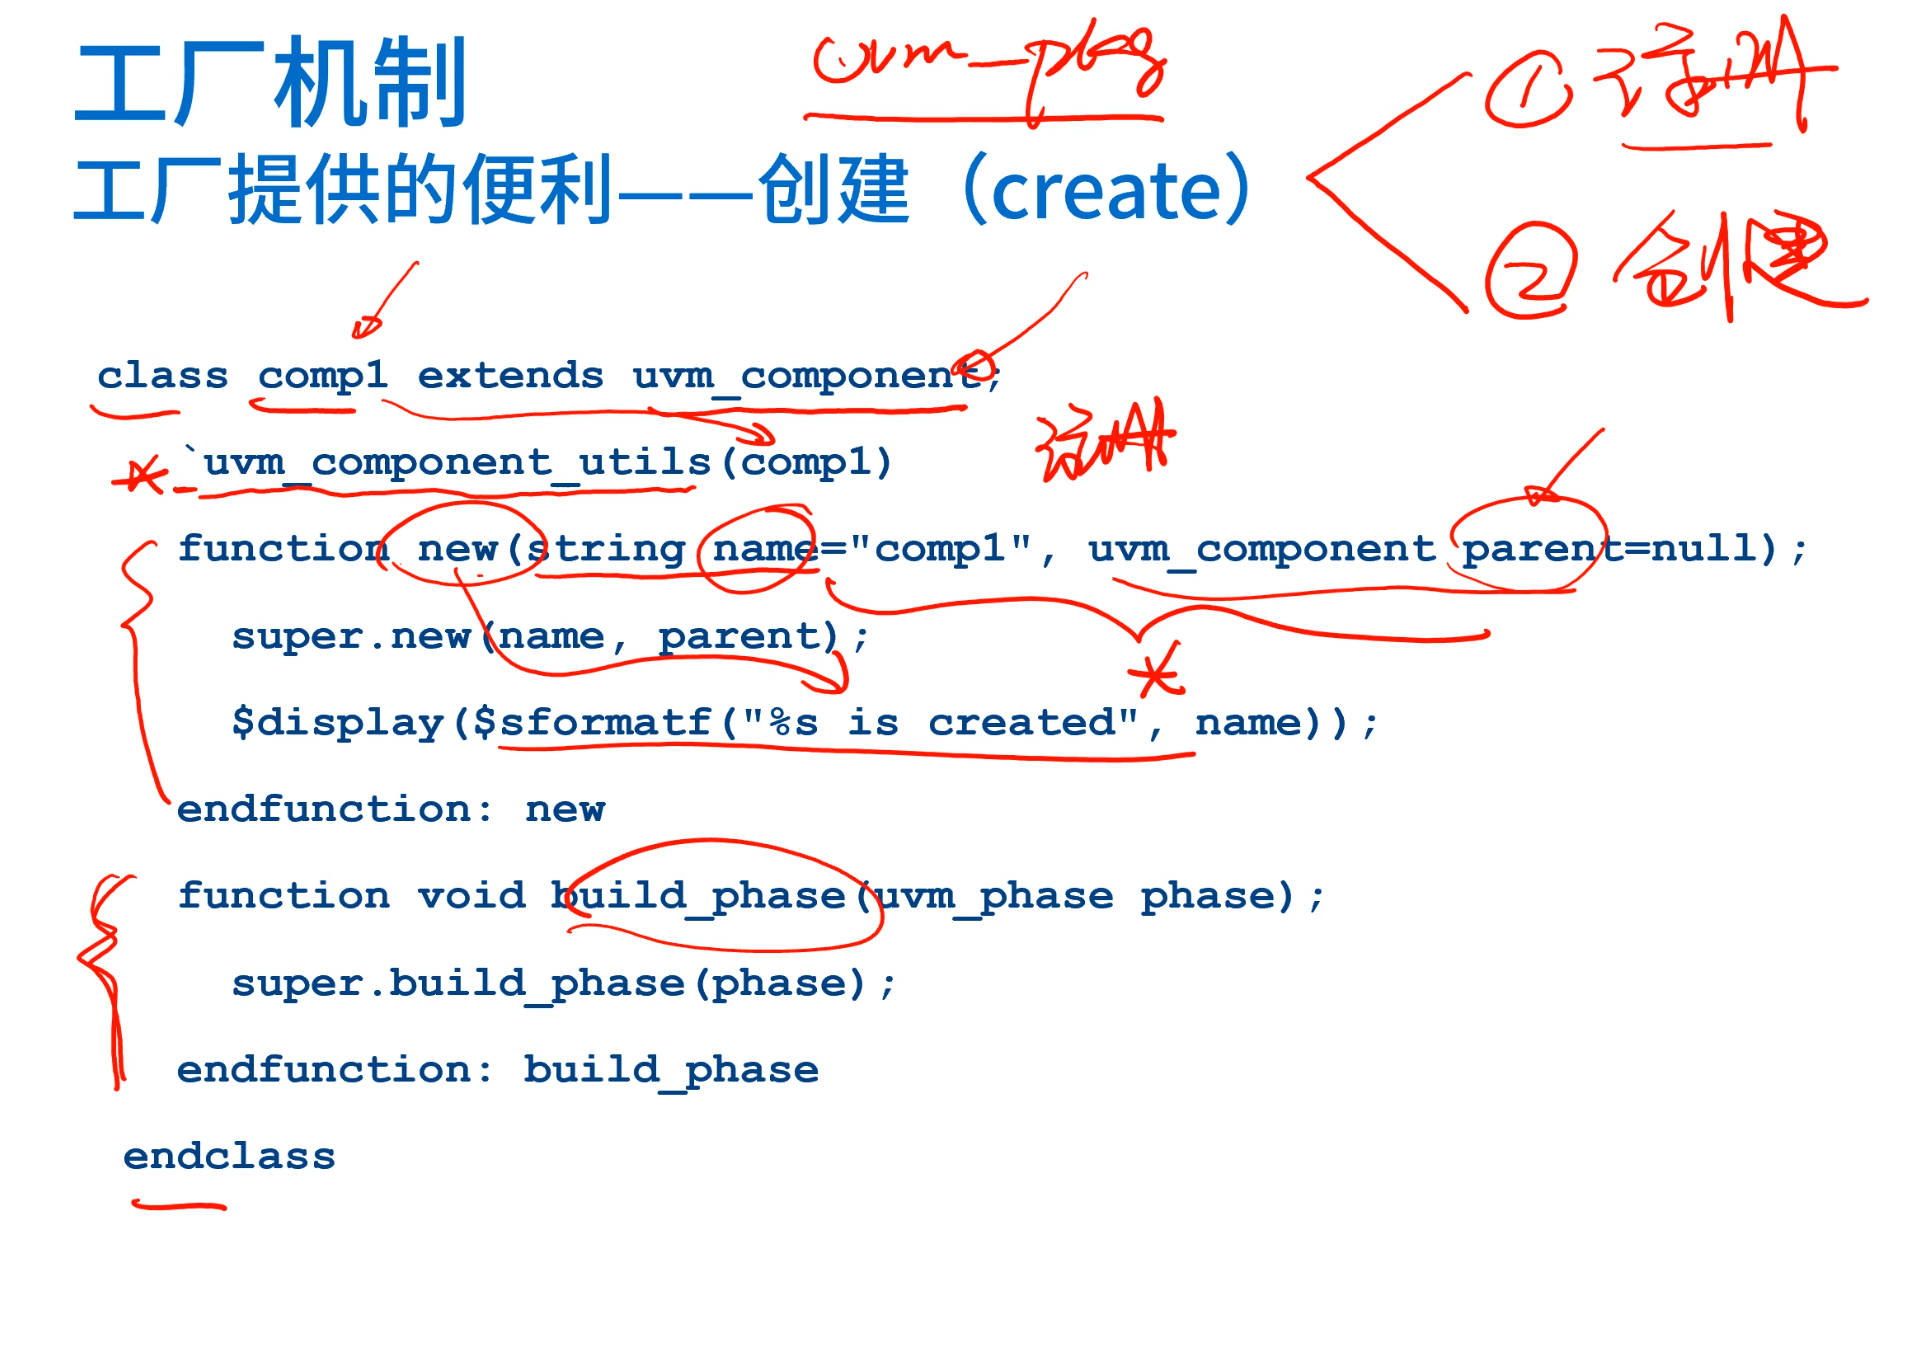 工厂机制
uvm_pkg
① 注册
工厂提供的便利——创建（create）
② 创建
class comp1 extends uvm_component;
`uvm_component_utils(comp1)
注册
function new(string name="comp1", uvm_component parent=null);
super.new(name, parent);
$display($sformatf("%s is created", name));
endfunction: new
function void build_phase(uvm_phase phase);
super.build_phase(phase);
endfunction: build_phase
endclass